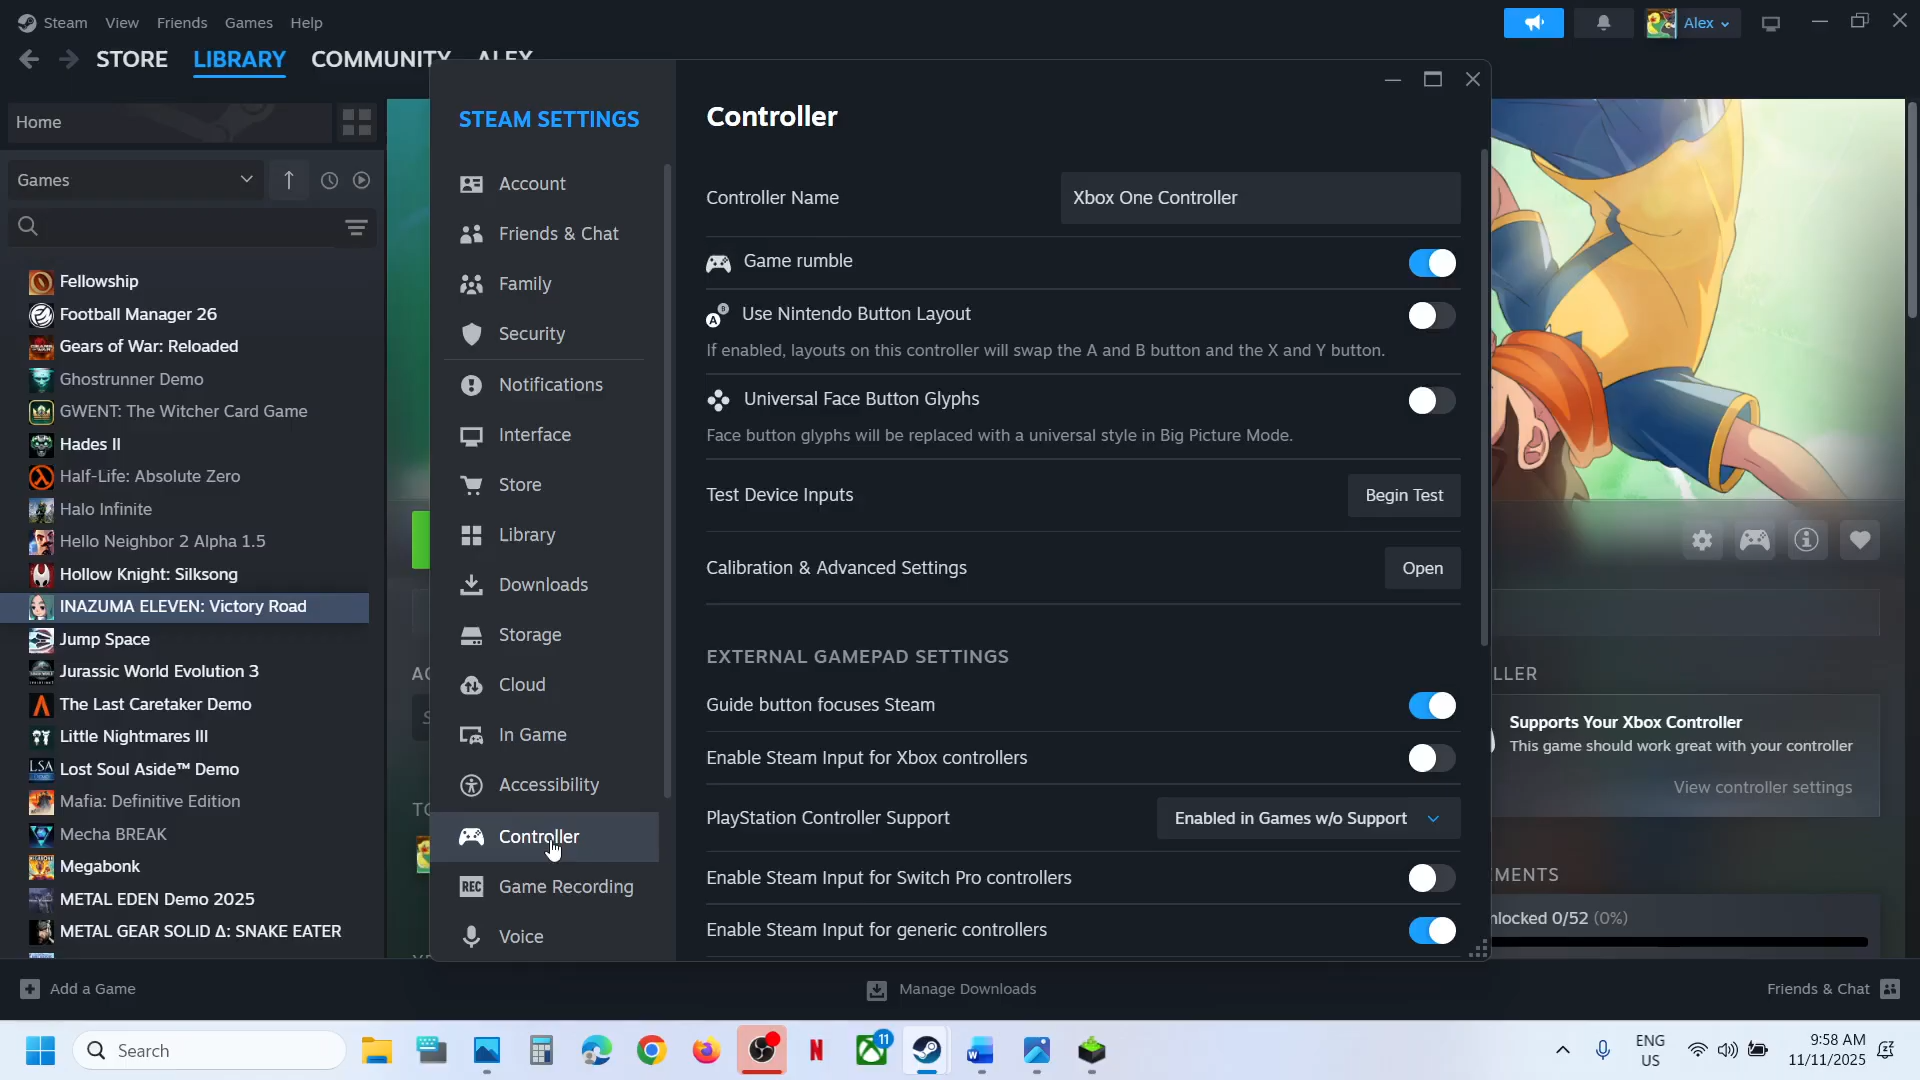 Steam View Friends Games Help
Alex
STORE LIBRARY COMMUNITY ALEX
Home
Games
Fellowship
Football Manager 26
Gears of War: Reloaded
Ghostrunner Demo
GWENT: The Witcher Card Game
Hades II
Half-Life: Absolute Zero
Halo Infinite
Hello Neighbor 2 Alpha 1.5
Hollow Knight: Silksong
INAZUMA ELEVEN: Victory Road
Jump Space
Jurassic World Evolution 3
The Last Caretaker Demo
Little Nightmares III
Lost Soul Aside™ Demo
Mafia: Definitive Edition
Mecha BREAK
Megabonk
METAL EDEN Demo 2025
METAL GEAR SOLID Δ: SNAKE EATER
STEAM SETTINGS
Account
Friends & Chat
Family
Security
Notifications
Interface
Store
Library
Downloads
Storage
Cloud
In Game
Accessibility
Controller
REC Game Recording
Voice
Controller
Controller Name Xbox One Controller
Game rumble
Use Nintendo Button Layout
If enabled, layouts on this controller will swap the A and B button and the X and Y button.
Universal Face Button Glyphs
Face button glyphs will be replaced with a universal style in Big Picture Mode.
Test Device Inputs Begin Test
Calibration & Advanced Settings Open
EXTERNAL GAMEPAD SETTINGS
Guide button focuses Steam
Enable Steam Input for Xbox controllers
PlayStation Controller Support Enabled in Games w/o Support
Enable Steam Input for Switch Pro controllers
Enable Steam Input for generic controllers
LLER
Supports Your Xbox Controller
This game should work great with your controller
View controller settings
MENTS
nlocked 0/52 (0%)
Add a Game
Manage Downloads
Friends & Chat
Search
11
ENG
US
9:58 AM
11/11/2025